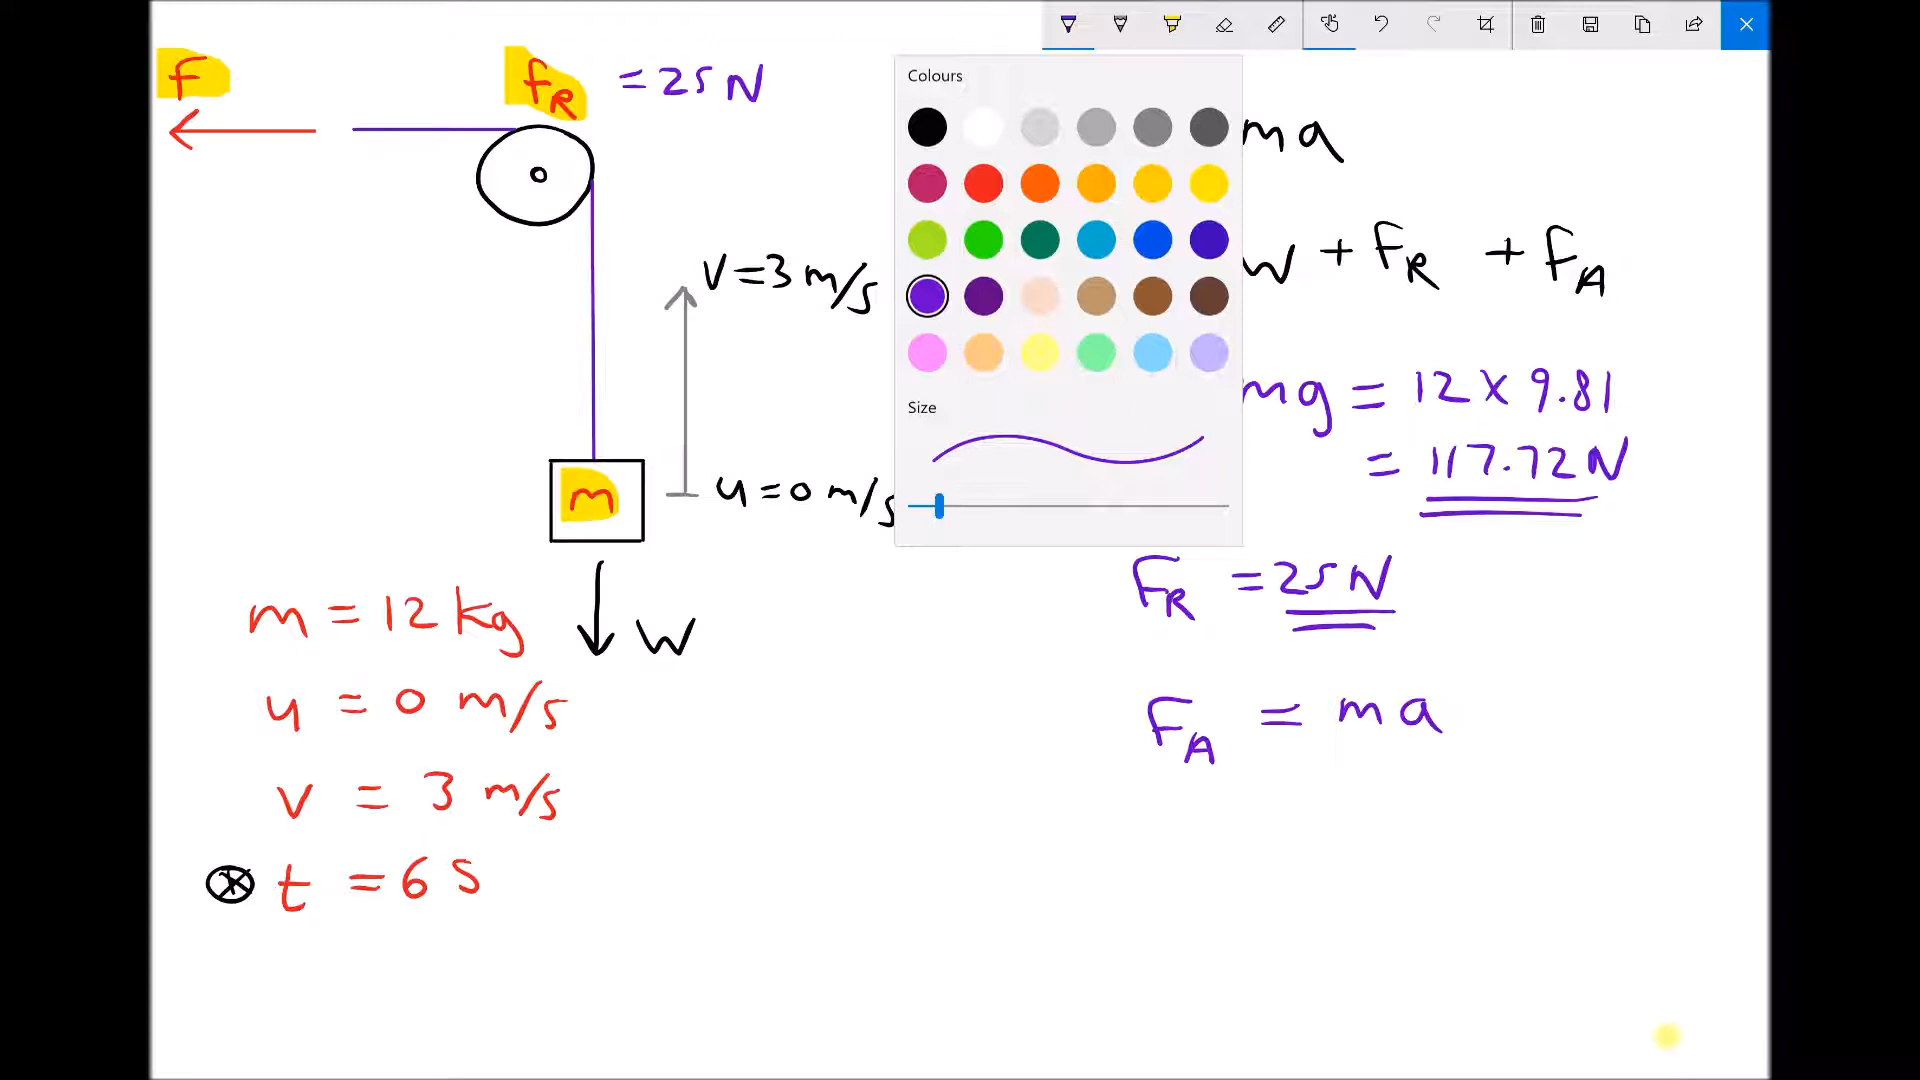 F
fR = 25 N
Colours
ma
v = 3 m/s
W + FR + FA
mg = 12 x 9.81
= 117.72 N
Size
m
u = 0 m/s
FR = 25 N
m = 12 kg
W
u = 0 m/s
FA = ma
v = 3 m/s
t = 6 s